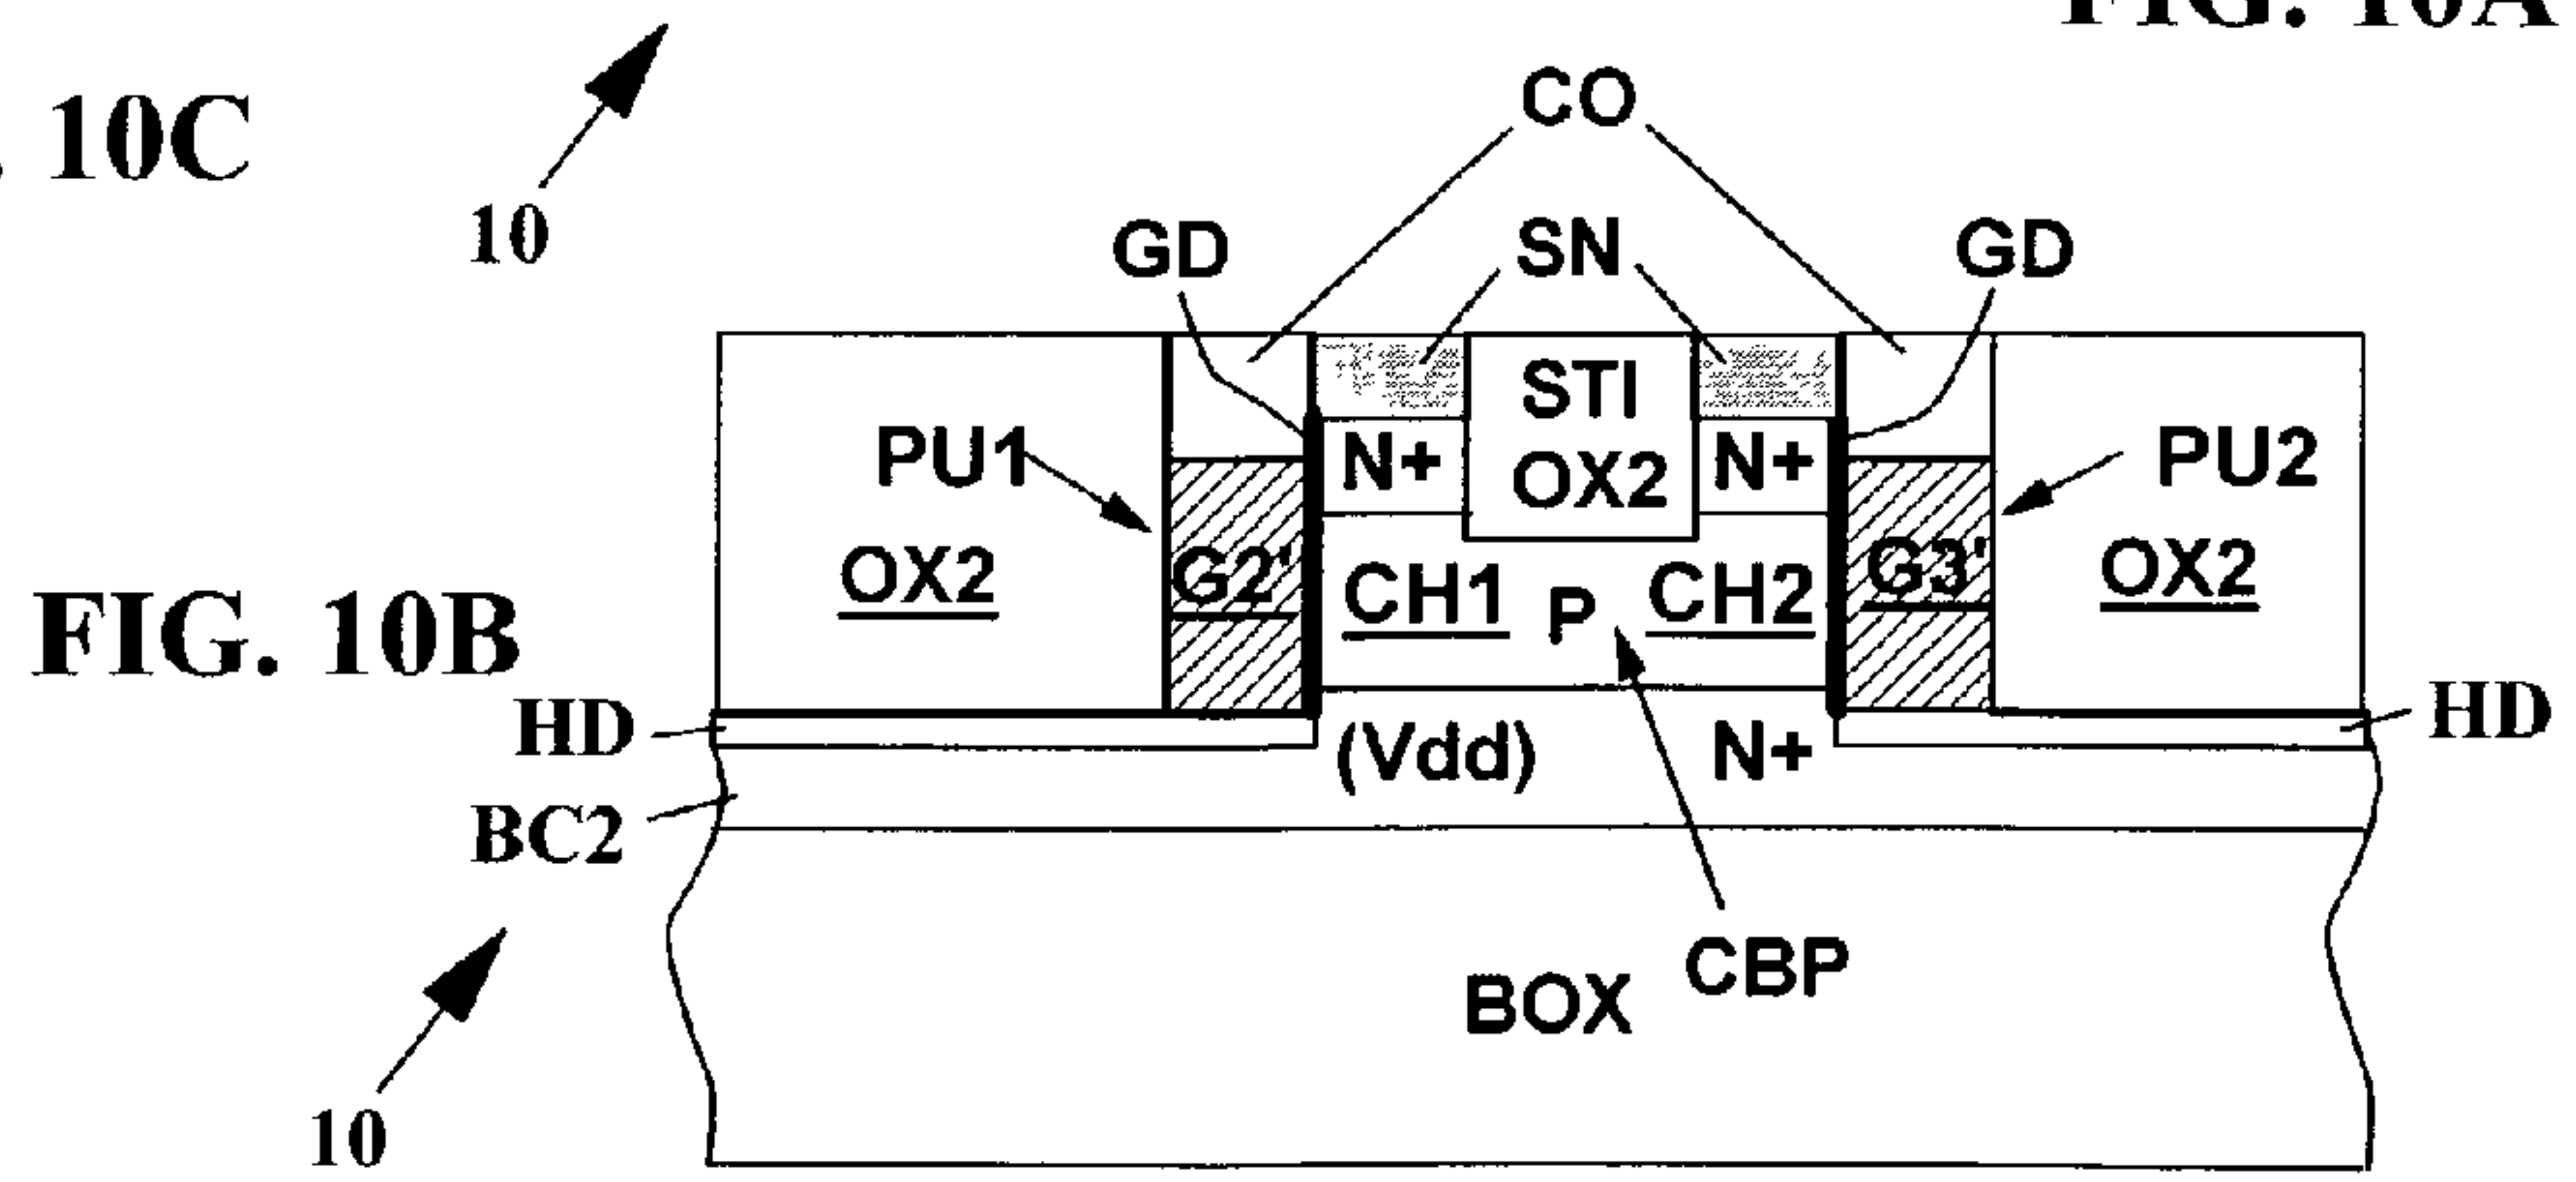 FIG. 10A
CO
10C
10
GD SN GD
STI
PU1 N+ OX2 N+ PU2
OX2 G2' CH1 P CH2 G3' OX2
FIG. 10B
HD (Vdd) N+ HD
BC2
CBP
BOX
10